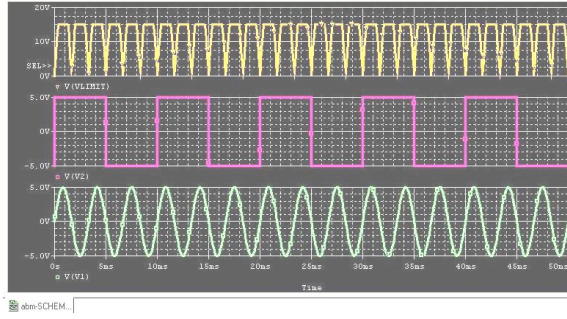 20V
10V
SEL>>
0V
▽ V(VLIMIT)
5.0V
0V
-5.0V
□ V(V2)
5.0V
0V
-5.0V
0s 5ms 10ms 15ms 20ms 25ms 30ms 35ms 40ms 45ms 50ms
□ V(V1)
Time
abm-SCHEM...